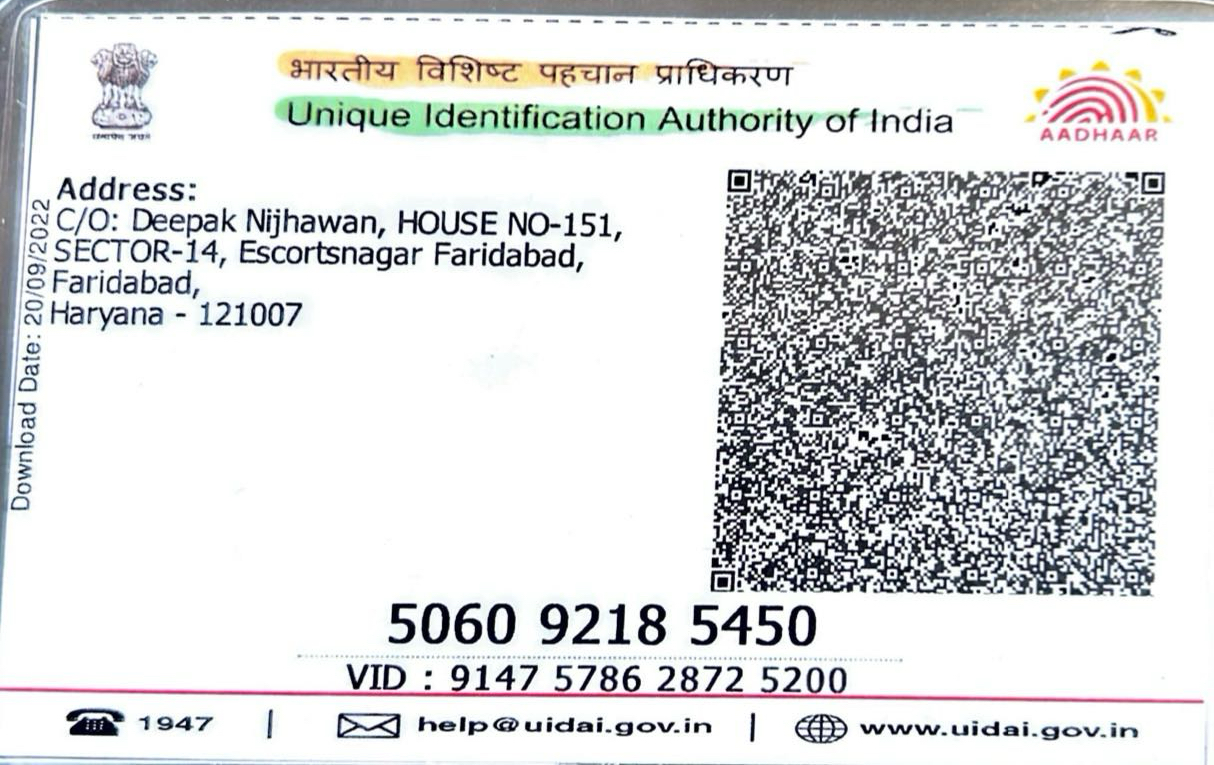 भारतीय विशिष्ट पहचान प्राधिकरण
Unique Identification Authority of India
AADHAAR
Download Date: 20/09/2022
Address:
C/O: Deepak Nijhawan, HOUSE NO-151,
SECTOR-14, Escortsnagar Faridabad,
Faridabad,
Haryana - 121007
5060 9218 5450
VID : 9147 5786 2872 5200
1947 | help@uidai.gov.in | www.uidai.gov.in